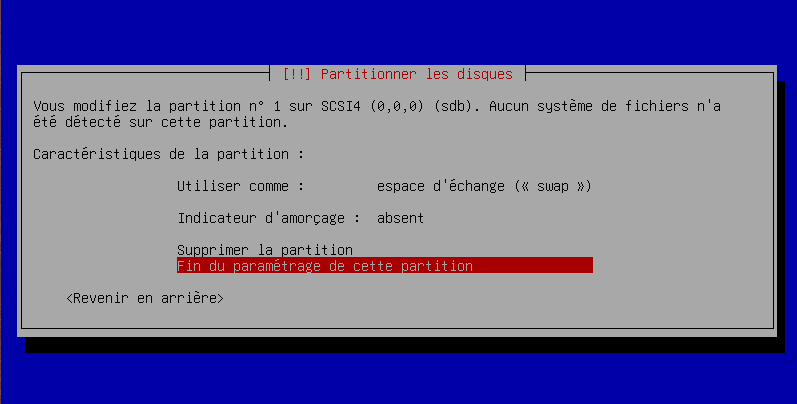 [!!] Partitionner les disques
Vous modifiez la partition n° 1 sur SCSI4 (0,0,0) (sdb). Aucun système de fichiers n'a
été détecté sur cette partition.
Caractéristiques de la partition :
Utiliser comme : espace d'échange (« swap »)
Indicateur d'amorçage : absent
Supprimer la partition
Fin du paramétrage de cette partition
<Revenir en arrière>